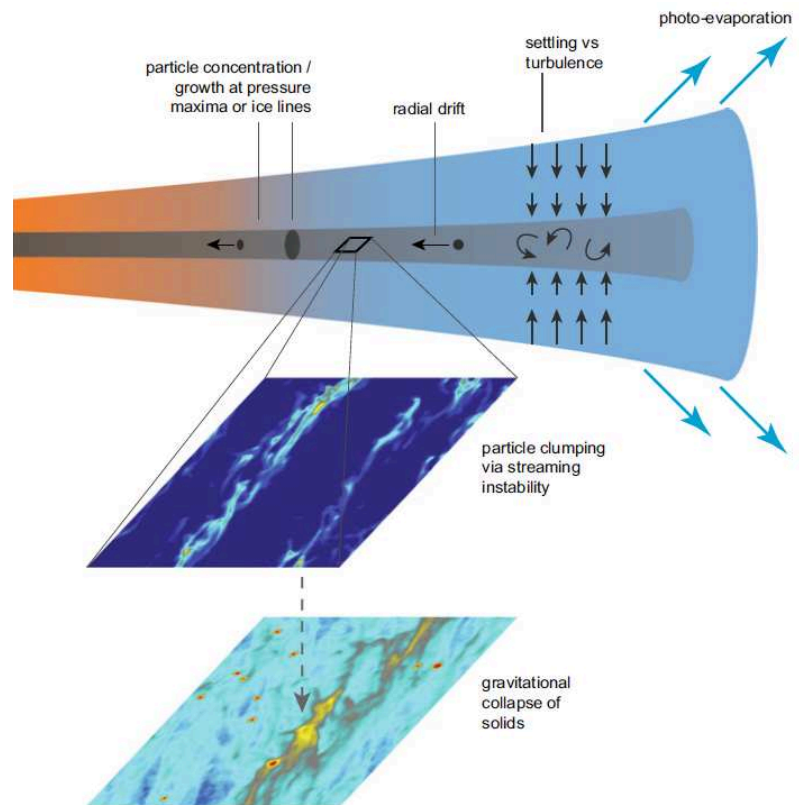 photo-evaporation
settling vs
turbulence
particle concentration /
growth at pressure
maxima or ice lines
radial drift
particle clumping
via streaming
instability
gravitational
collapse of
solids